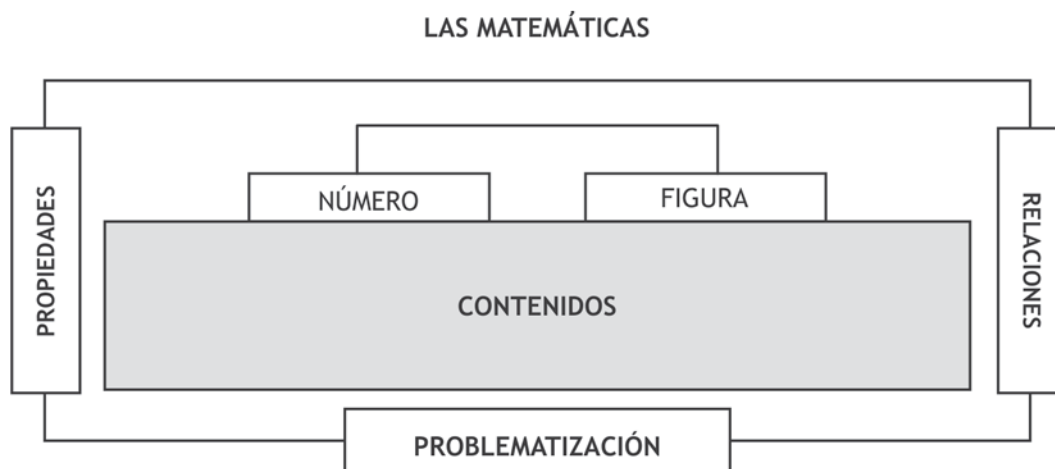 LAS MATEMÁTICAS
NÚMERO
FIGURA
PROPIEDADES
CONTENIDOS
RELACIONES
PROBLEMATIZACIÓN